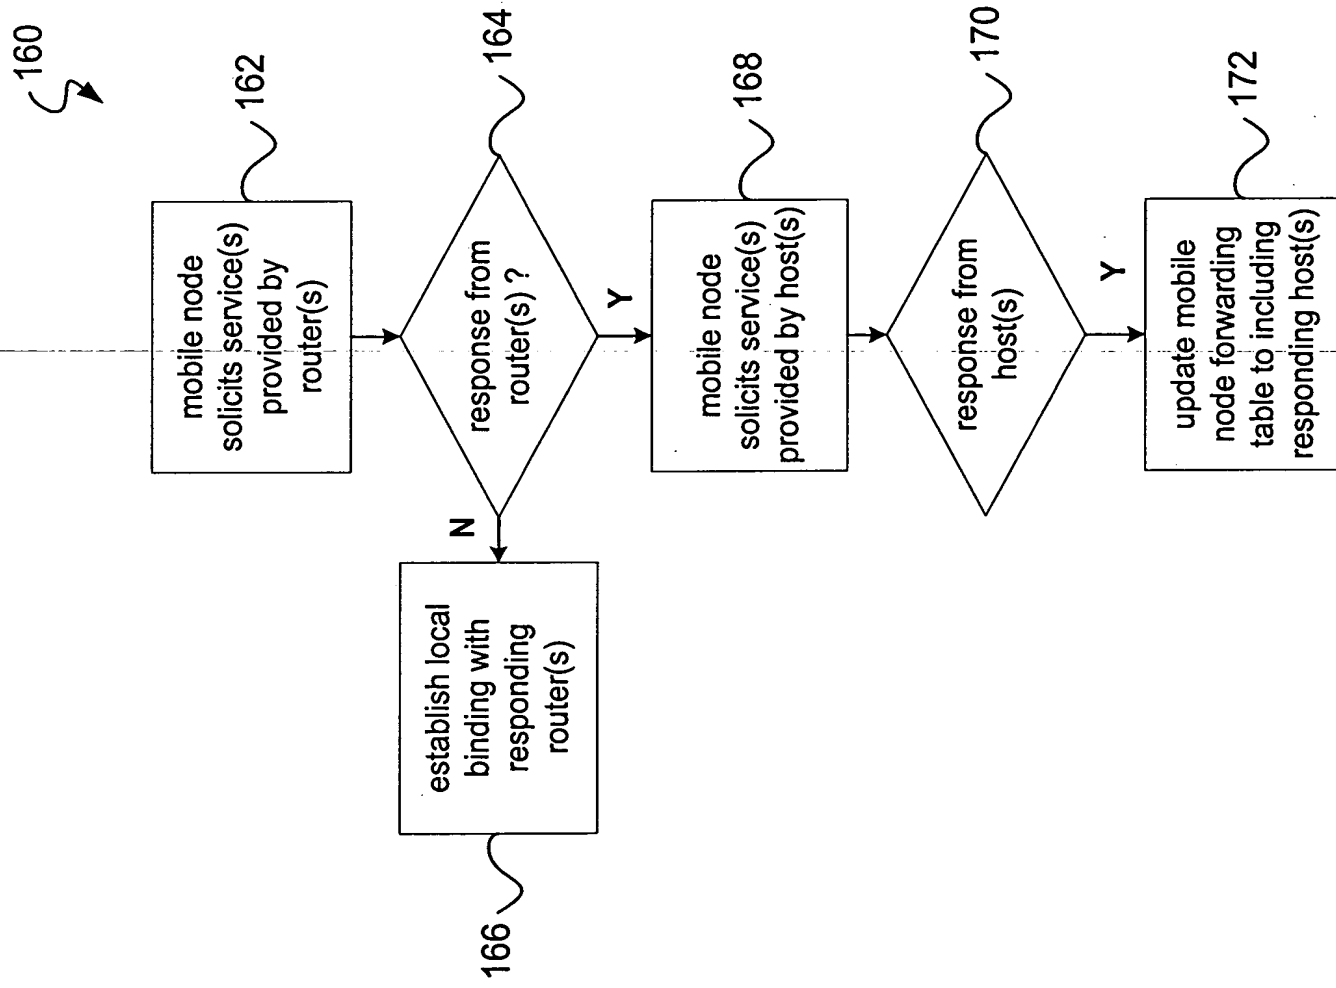 160
mobile node
solicits service(s)
provided by
router(s)
162
response from
router(s) ?
164
N
establish local
binding with
responding
router(s)
166
Y
mobile node
solicits service(s)
provided by host(s)
168
response from
host(s)
170
Y
update mobile
node forwarding
table to including
responding host(s)
172